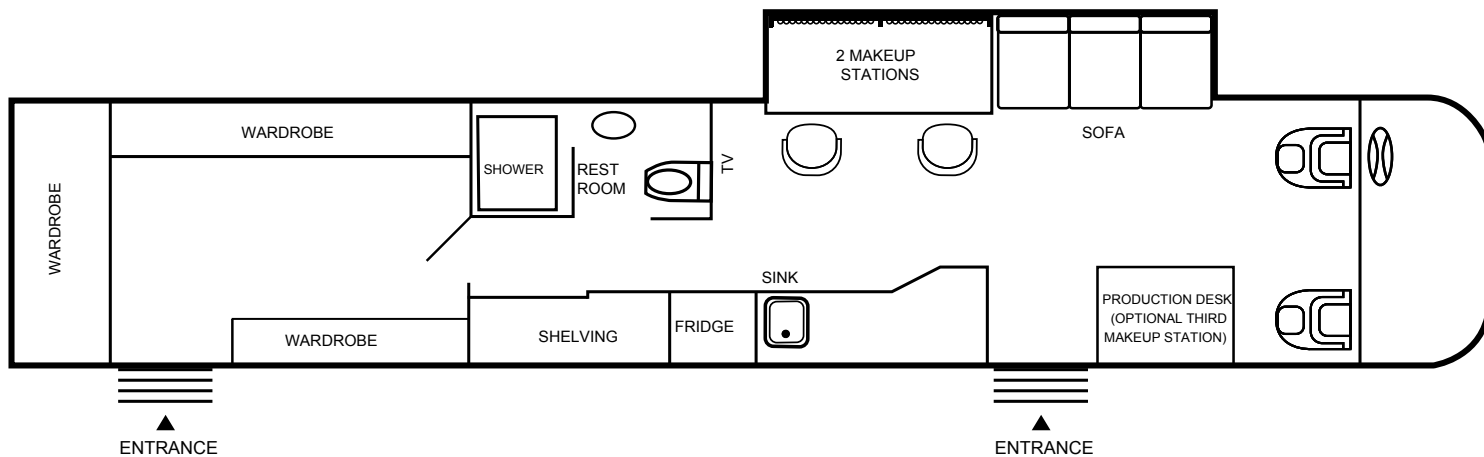 2 MAKEUP
STATIONS
WARDROBE
SOFA
TV
SHOWER
REST
ROOM
WARDROBE
SINK
PRODUCTION DESK
(OPTIONAL THIRD
MAKEUP STATION)
WARDROBE
SHELVING
FRIDGE
ENTRANCE
ENTRANCE